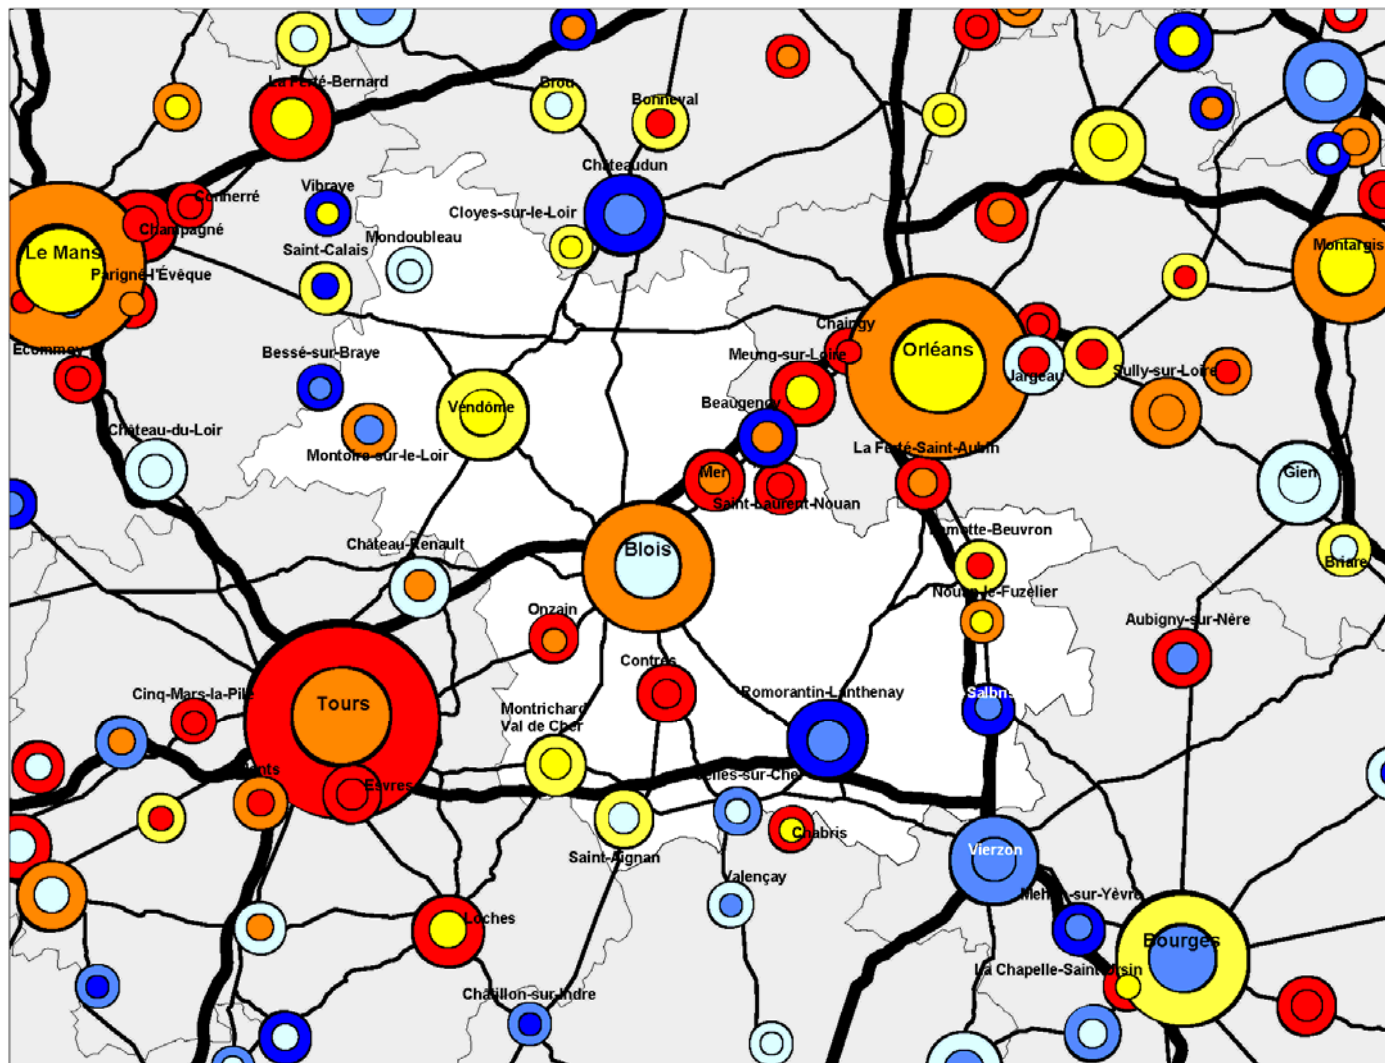 La Ferté-Bernard
Brou
Bonneval
Châteaudun
Vibraye
Connerré
Cloyes-sur-le-Loir
Champagné
Mondoubleau
Saint-Calais
Le Mans
Montargis
Parigné-l'Évêque
Chaingy
Écommoy
Bessé-sur-Braye
Meung-sur-Loire
Orléans
Jargeau
Sully-sur-Loire
Vendôme
Beaugency
Château-du-Loir
Montoire-sur-le-Loir
La Ferté-Saint-Aubin
Mer
Gien
Saint-Laurent-Nouan
Lamotte-Beuvron
Château-Renault
Blois
Briare
Nouan-le-Fuzelier
Onzain
Aubigny-sur-Nère
Contres
Cinq-Mars-la-Pile
Romorantin-Lanthenay
Salbris
Tours
Montrichard
Val de Cher
Selles-sur-Cher
Esvres
Chabris
Saint-Aignan
Vierzon
Valençay
Mehun-sur-Yèvre
Loches
Bourges
La Chapelle-Saint-Ursin
Châtillon-sur-Indre